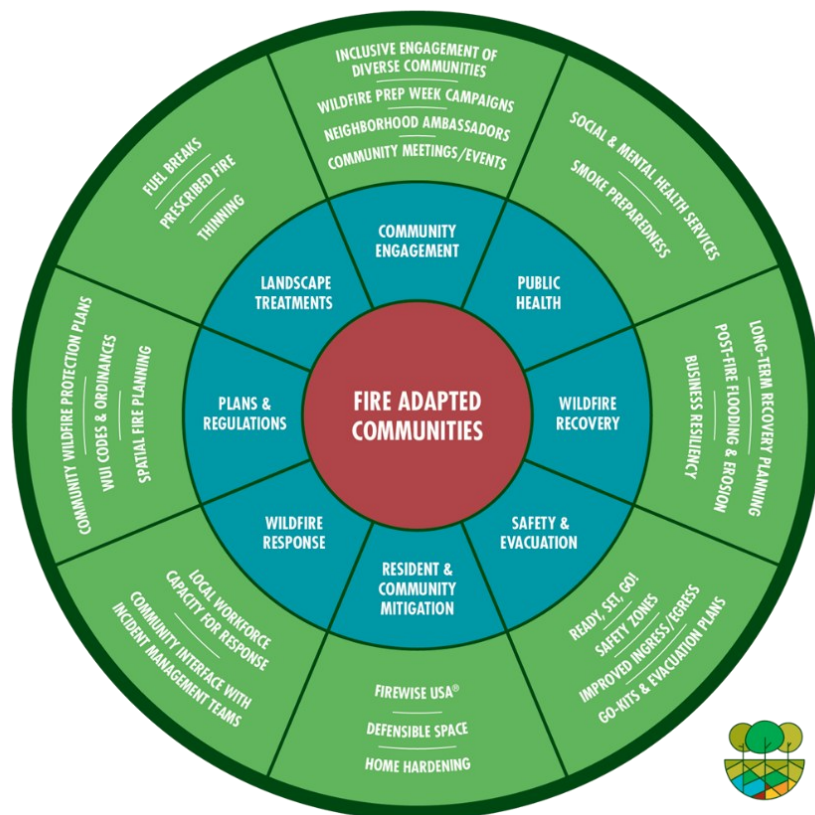 FIRE ADAPTED
COMMUNITIES
COMMUNITY
ENGAGEMENT
INCLUSIVE ENGAGEMENT OF
DIVERSE COMMUNITIES
WILDFIRE PREP WEEK CAMPAIGNS
NEIGHBORHOOD AMBASSADORS
COMMUNITY MEETINGS/EVENTS
PUBLIC
HEALTH
SOCIAL & MENTAL HEALTH SERVICES
SMOKE PREPAREDNESS
WILDFIRE
RECOVERY
LONG-TERM RECOVERY PLANNING
POST-FIRE FLOODING & EROSION
BUSINESS RESILIENCY
SAFETY &
EVACUATION
READY, SET, GO!
SAFETY ZONES
IMPROVED INGRESS/EGRESS
GO-KITS & EVACUATION PLANS
RESIDENT &
COMMUNITY
MITIGATION
FIREWISE USA®
DEFENSIBLE SPACE
HOME HARDENING
WILDFIRE
RESPONSE
LOCAL WORKFORCE
CAPACITY FOR RESPONSE
COMMUNITY INTERFACE WITH
INCIDENT MANAGEMENT TEAMS
PLANS &
REGULATIONS
COMMUNITY WILDFIRE PROTECTION PLANS
WUI CODES & ORDINANCES
SPATIAL FIRE PLANNING
LANDSCAPE
TREATMENTS
FUEL BREAKS
PRESCRIBED FIRE
THINNING